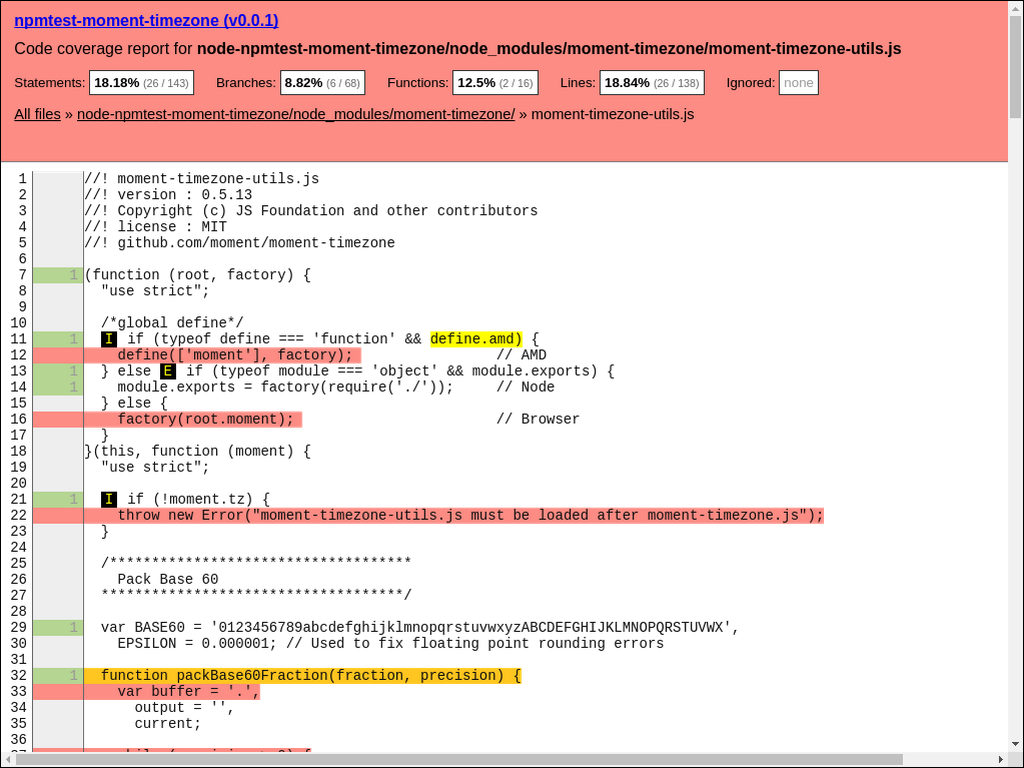 npmtest-moment-timezone (v0.0.1)
Code coverage report for node-npmtest-moment-timezone/node_modules/moment-timezone/moment-timezone-utils.js
Statements: 18.18% (26 / 143) Branches: 8.82% (6 / 68) Functions: 12.5% (2 / 16) Lines: 18.84% (26 / 138) Ignored: none
All files » node-npmtest-moment-timezone/node_modules/moment-timezone/ » moment-timezone-utils.js
1 //! moment-timezone-utils.js
2 //! version : 0.5.13
3 //! Copyright (c) JS Foundation and other contributors
4 //! license : MIT
5 //! github.com/moment/moment-timezone
6
7 1 (function (root, factory) {
8 "use strict";
9
10 /*global define*/
11 1 I if (typeof define === 'function' && define.amd) {
12 define(['moment'], factory); // AMD
13 1 } else E if (typeof module === 'object' && module.exports) {
14 1 module.exports = factory(require('./')); // Node
15 } else {
16 factory(root.moment); // Browser
17 }
18 }(this, function (moment) {
19 "use strict";
20
21 1 I if (!moment.tz) {
22 throw new Error("moment-timezone-utils.js must be loaded after moment-timezone.js");
23 }
24
25 /************************************
26 Pack Base 60
27 ************************************/
28
29 1 var BASE60 = '0123456789abcdefghijklmnopqrstuvwxyzABCDEFGHIJKLMNOPQRSTUVWX',
30 EPSILON = 0.000001; // Used to fix floating point rounding errors
31
32 1 function packBase60Fraction(fraction, precision) {
33 var buffer = '.',
34 output = '',
35 current;
36